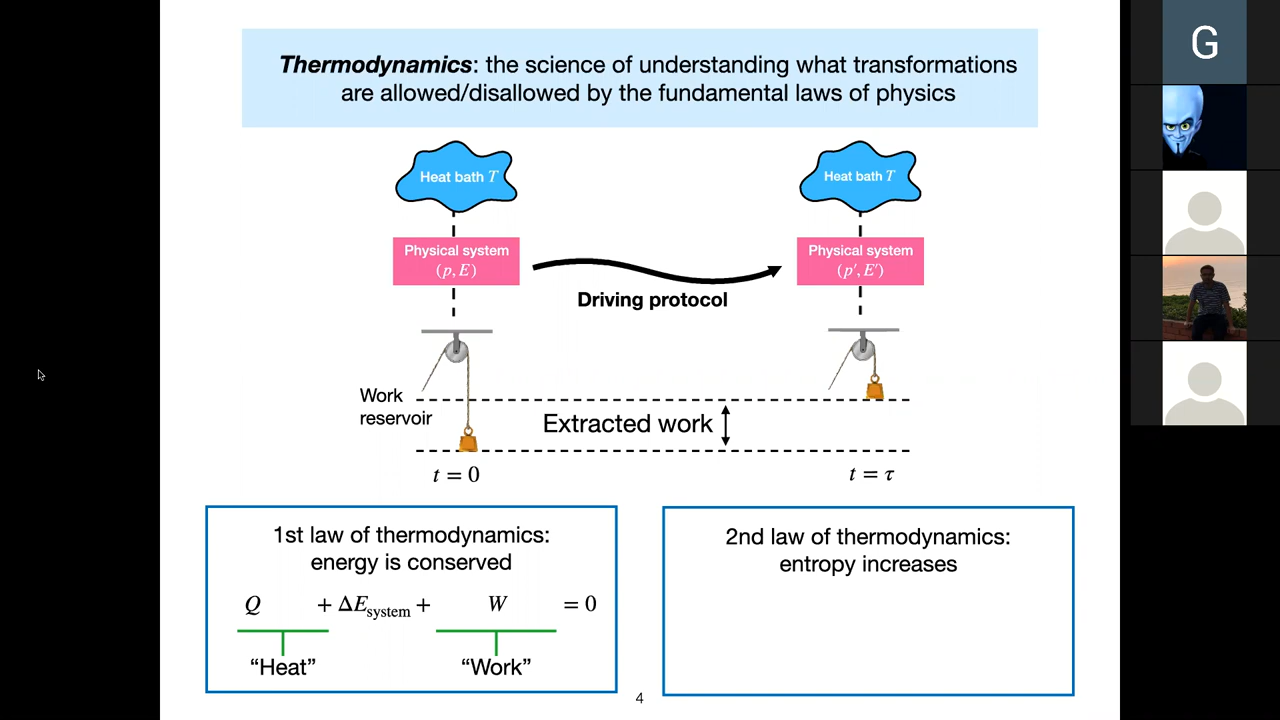 Thermodynamics: the science of understanding what transformations
are allowed/disallowed by the fundamental laws of physics
Heat bath T
Heat bath T
Physical system
(p, E)
Physical system
(p′, E′)
Driving protocol
Work
reservoir
Extracted work
t = 0
t = τ
1st law of thermodynamics:
energy is conserved
Q + ΔE_system + W = 0
“Heat”
“Work”
2nd law of thermodynamics:
entropy increases
4
G